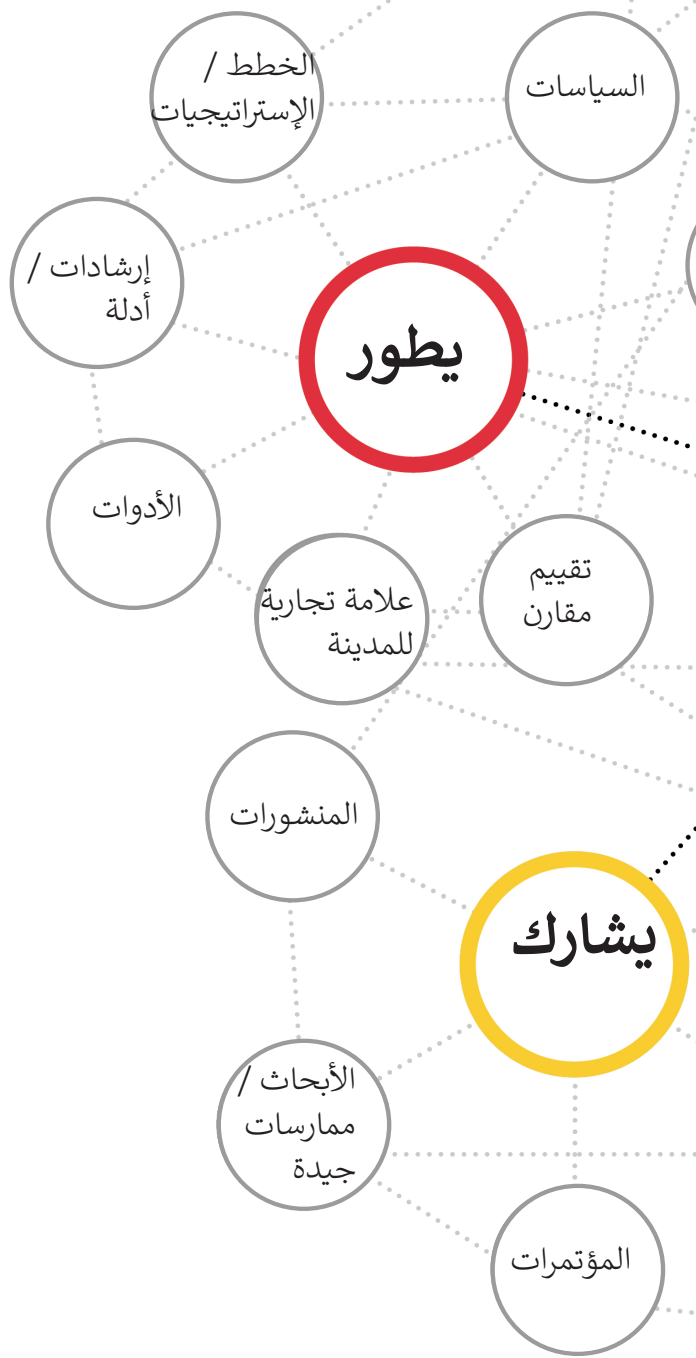 السياسات
الخطط /
الإستراتيجيات
إرشادات /
أدلة
يطور
الأدوات
علامة تجارية
للمدينة
تقييم
مقارن
المنشورات
يشارك
الأبحاث /
ممارسات
جيدة
المؤتمرات